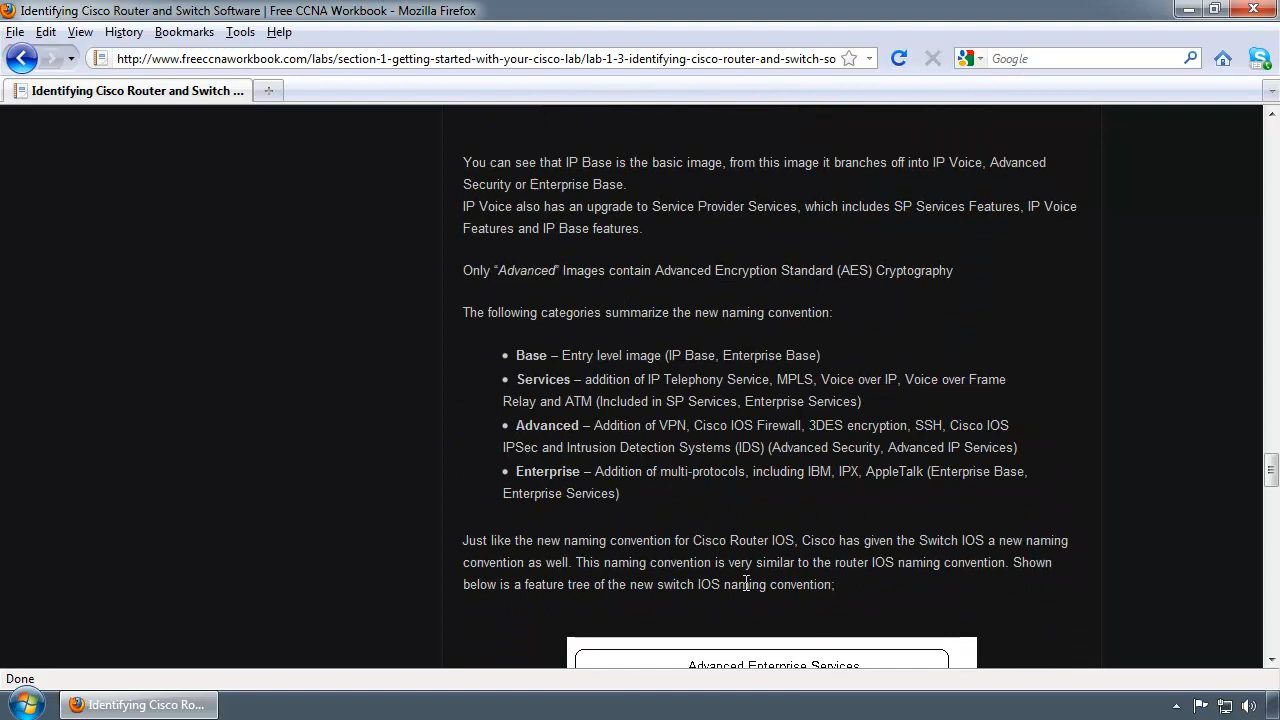 Identifying Cisco Router and Switch Software | Free CCNA Workbook - Mozilla Firefox
File Edit View History Bookmarks Tools Help
http://www.freeccnaworkbook.com/labs/section-1-getting-started-with-your-cisco-lab/lab-1-3-identifying-cisco-router-and-switch-so
Google
Identifying Cisco Router and Switch ...
You can see that IP Base is the basic image, from this image it branches off into IP Voice, Advanced
Security or Enterprise Base.
IP Voice also has an upgrade to Service Provider Services, which includes SP Services Features, IP Voice
Features and IP Base features.
Only “Advanced” Images contain Advanced Encryption Standard (AES) Cryptography
The following categories summarize the new naming convention:
• Base – Entry level image (IP Base, Enterprise Base)
• Services – addition of IP Telephony Service, MPLS, Voice over IP, Voice over Frame
Relay and ATM (Included in SP Services, Enterprise Services)
• Advanced – Addition of VPN, Cisco IOS Firewall, 3DES encryption, SSH, Cisco IOS
IPSec and Intrusion Detection Systems (IDS) (Advanced Security, Advanced IP Services)
• Enterprise – Addition of multi-protocols, including IBM, IPX, AppleTalk (Enterprise Base,
Enterprise Services)
Just like the new naming convention for Cisco Router IOS, Cisco has given the Switch IOS a new naming
convention as well. This naming convention is very similar to the router IOS naming convention. Shown
below is a feature tree of the new switch IOS naming convention;
Advanced Enterprise Services
Done
Identifying Cisco Ro...